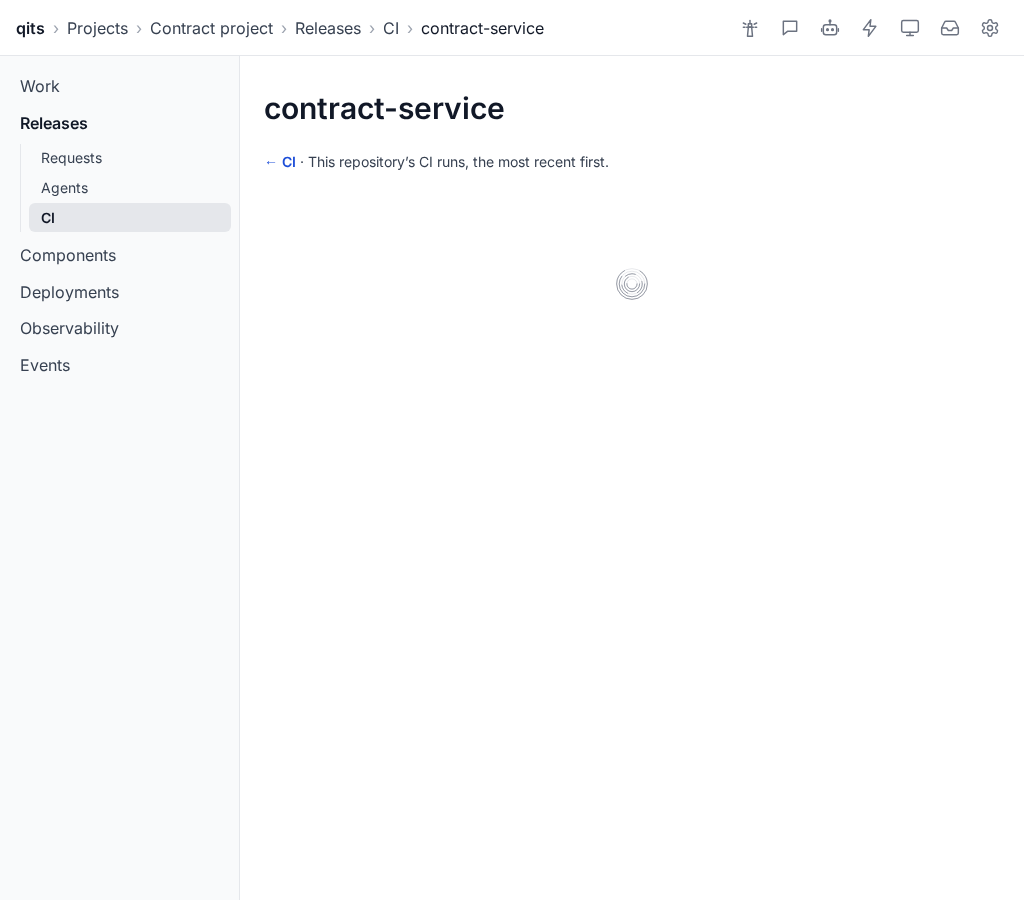 qits › Projects › Contract project › Releases › CI › contract-service
Work
Releases
Requests
Agents
CI
Components
Deployments
Observability
Events
contract-service
← CI · This repository’s CI runs, the most recent first.